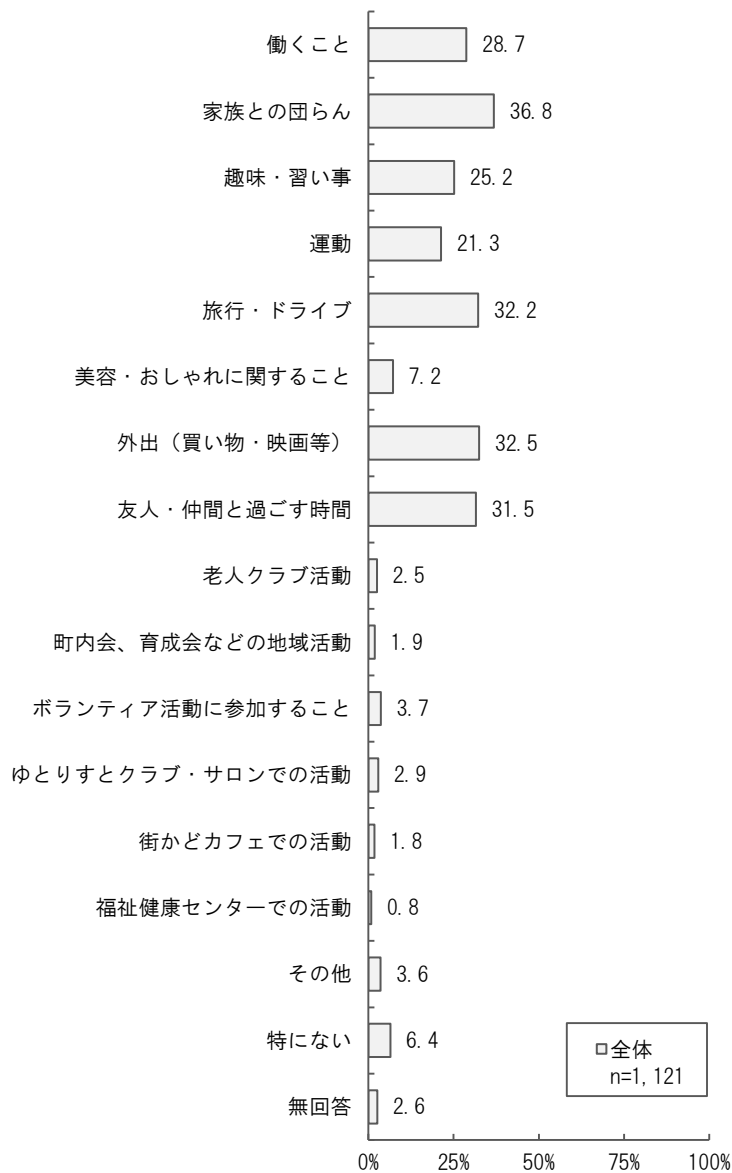 働くこと 28.7
家族との団らん 36.8
趣味・習い事 25.2
運動 21.3
旅行・ドライブ 32.2
美容・おしゃれに関すること 7.2
外出（買い物・映画等） 32.5
友人・仲間と過ごす時間 31.5
老人クラブ活動 2.5
町内会、育成会などの地域活動 1.9
ボランティア活動に参加すること 3.7
ゆとりすとクラブ・サロンでの活動 2.9
街かどカフェでの活動 1.8
福祉健康センターでの活動 0.8
その他 3.6
特にない 6.4
無回答 2.6
全体
n=1,121
0% 25% 50% 75% 100%